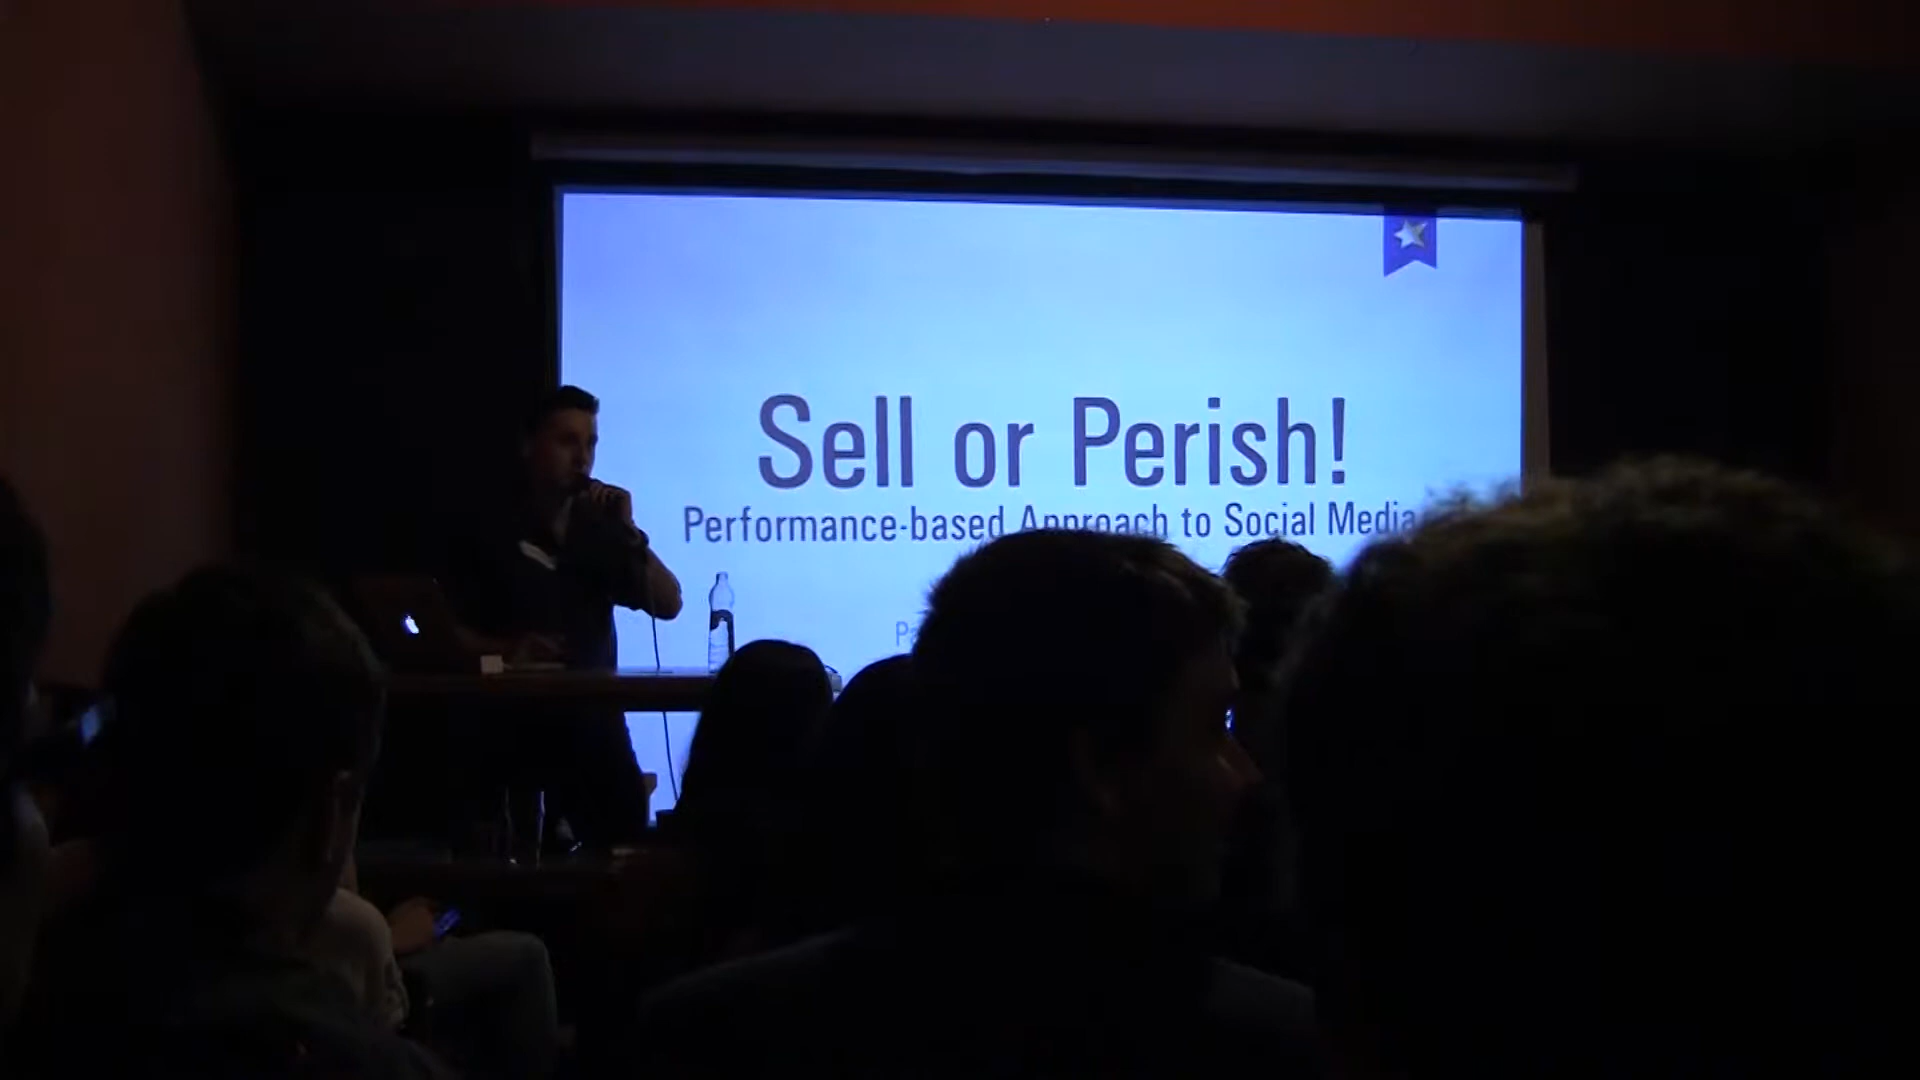 Sell or Perish!
Performance-based Approach to Social Media